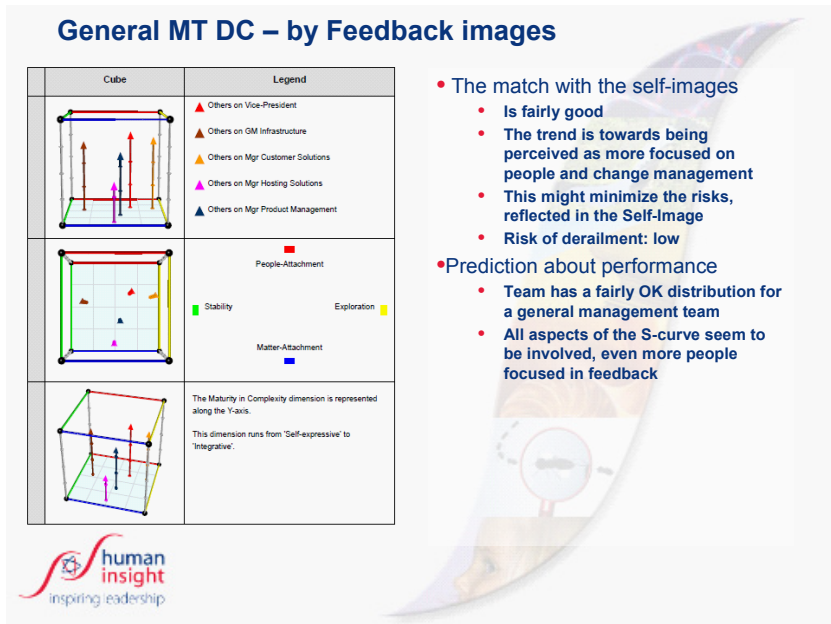 General MT DC – by Feedback images
Cube
Legend
Others on Vice-President
Others on GM Infrastructure
Others on Mgr Customer Solutions
Others on Mgr Hosting Solutions
Others on Mgr Product Management
People-Attachment
Stability
Exploration
Matter-Attachment
The Maturity in Complexity dimension is represented
along the Y-axis.
This dimension runs from 'Self-expressive' to
'Integrative'.
• The match with the self-images
• Is fairly good
• The trend is towards being
perceived as more focused on
people and change management
• This might minimize the risks,
reflected in the Self-Image
• Risk of derailment: low
•Prediction about performance
• Team has a fairly OK distribution for
a general management team
• All aspects of the S-curve seem to
be involved, even more people
focused in feedback
human
insight
inspiring leadership